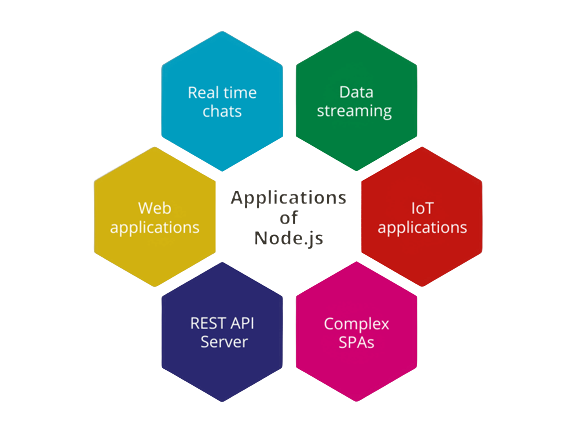 Real time
chats
Data
streaming
Web
applications
Applications
of
Node.js
IoT
applications
REST API
Server
Complex
SPAs